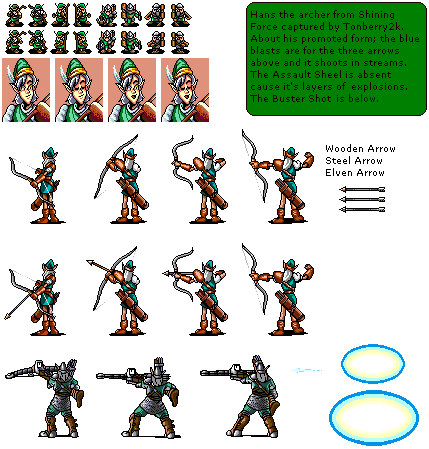 Hans the archer from Shining
Force captured by Tonberry2k.
About his promoted form; the blue
blasts are for the three arrows
above and it shoots in streams.
The Assault Sheel is absent
cause it's layers of explosions.
The Buster Shot is below.
Wooden Arrow
Steel Arrow
Elven Arrow